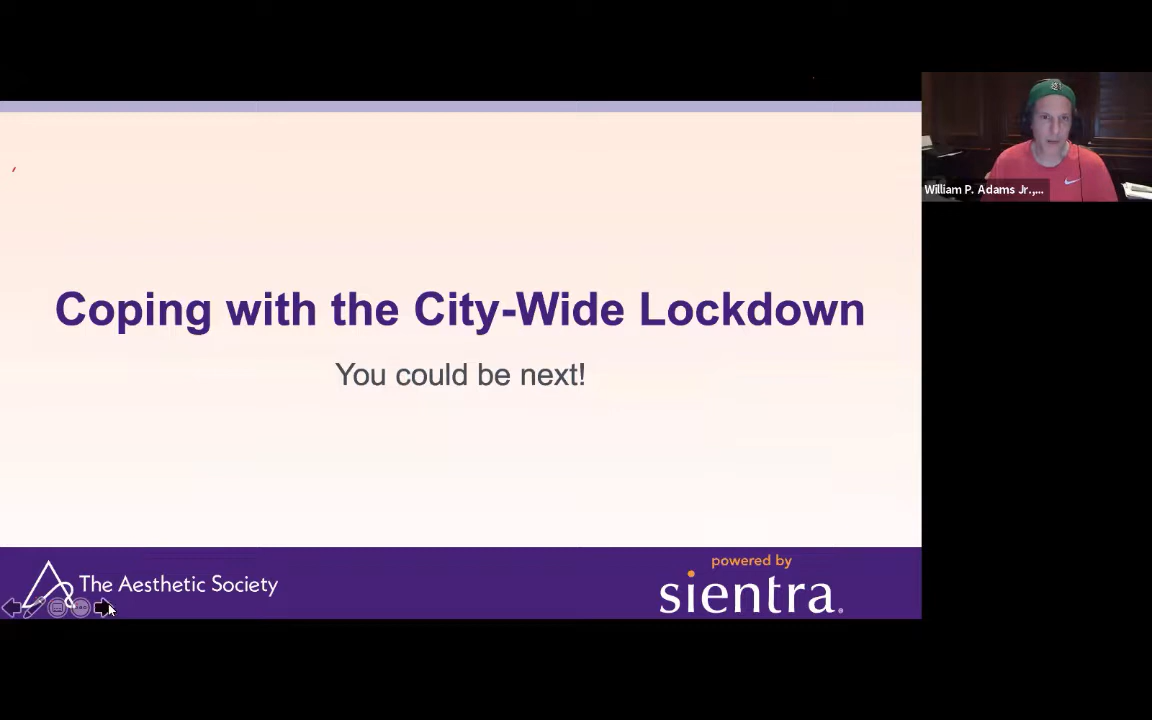 Coping with the City-Wide Lockdown
You could be next!
William P. Adams Jr.,...
The Aesthetic Society
powered by
sientra®